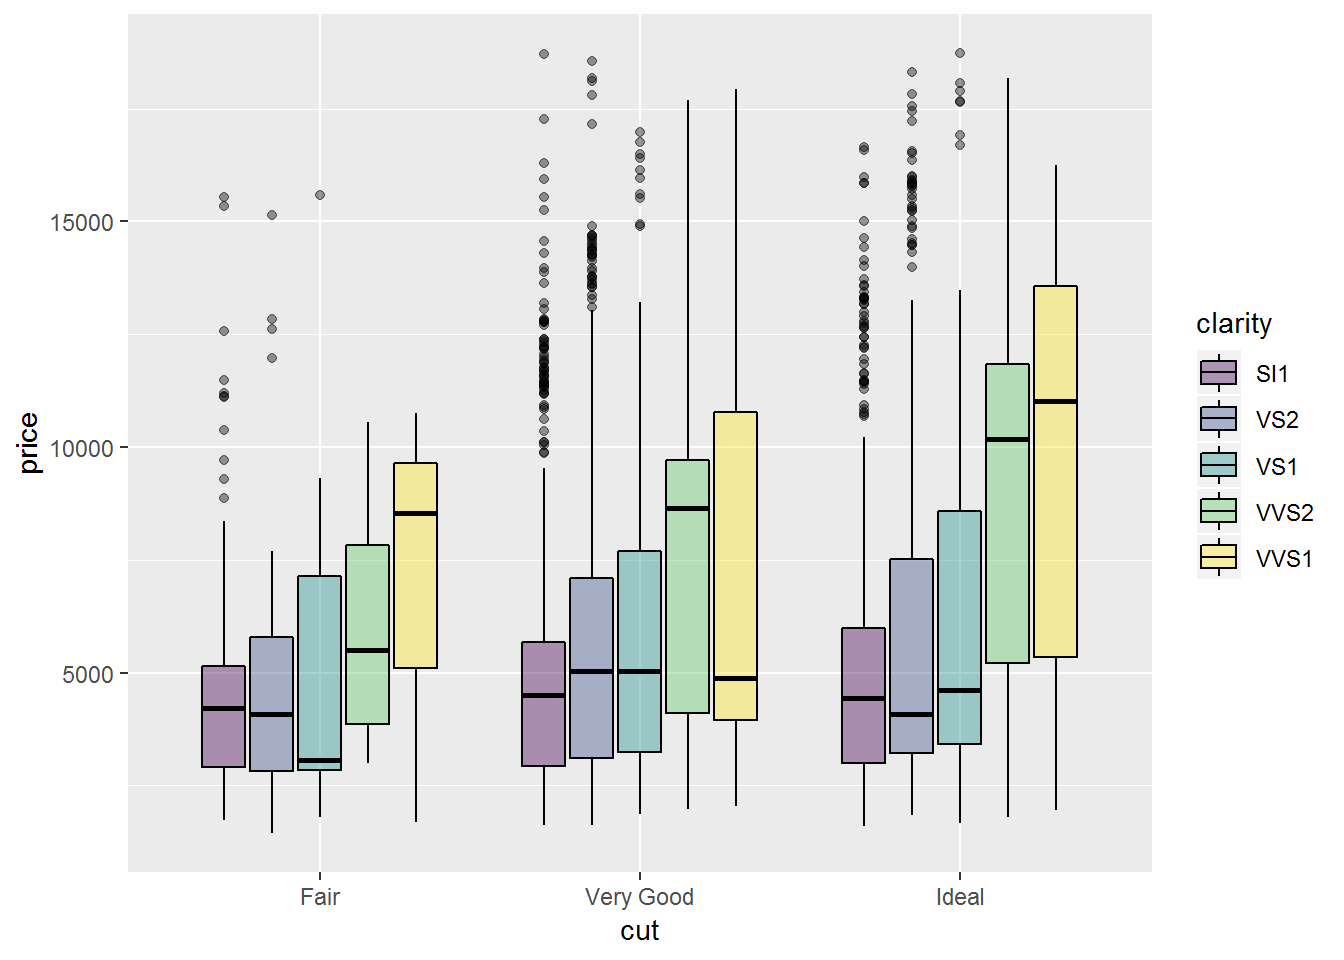 price
15000
10000
5000
Fair
Very Good
Ideal
cut
clarity
SI1
VS2
VS1
VVS2
VVS1